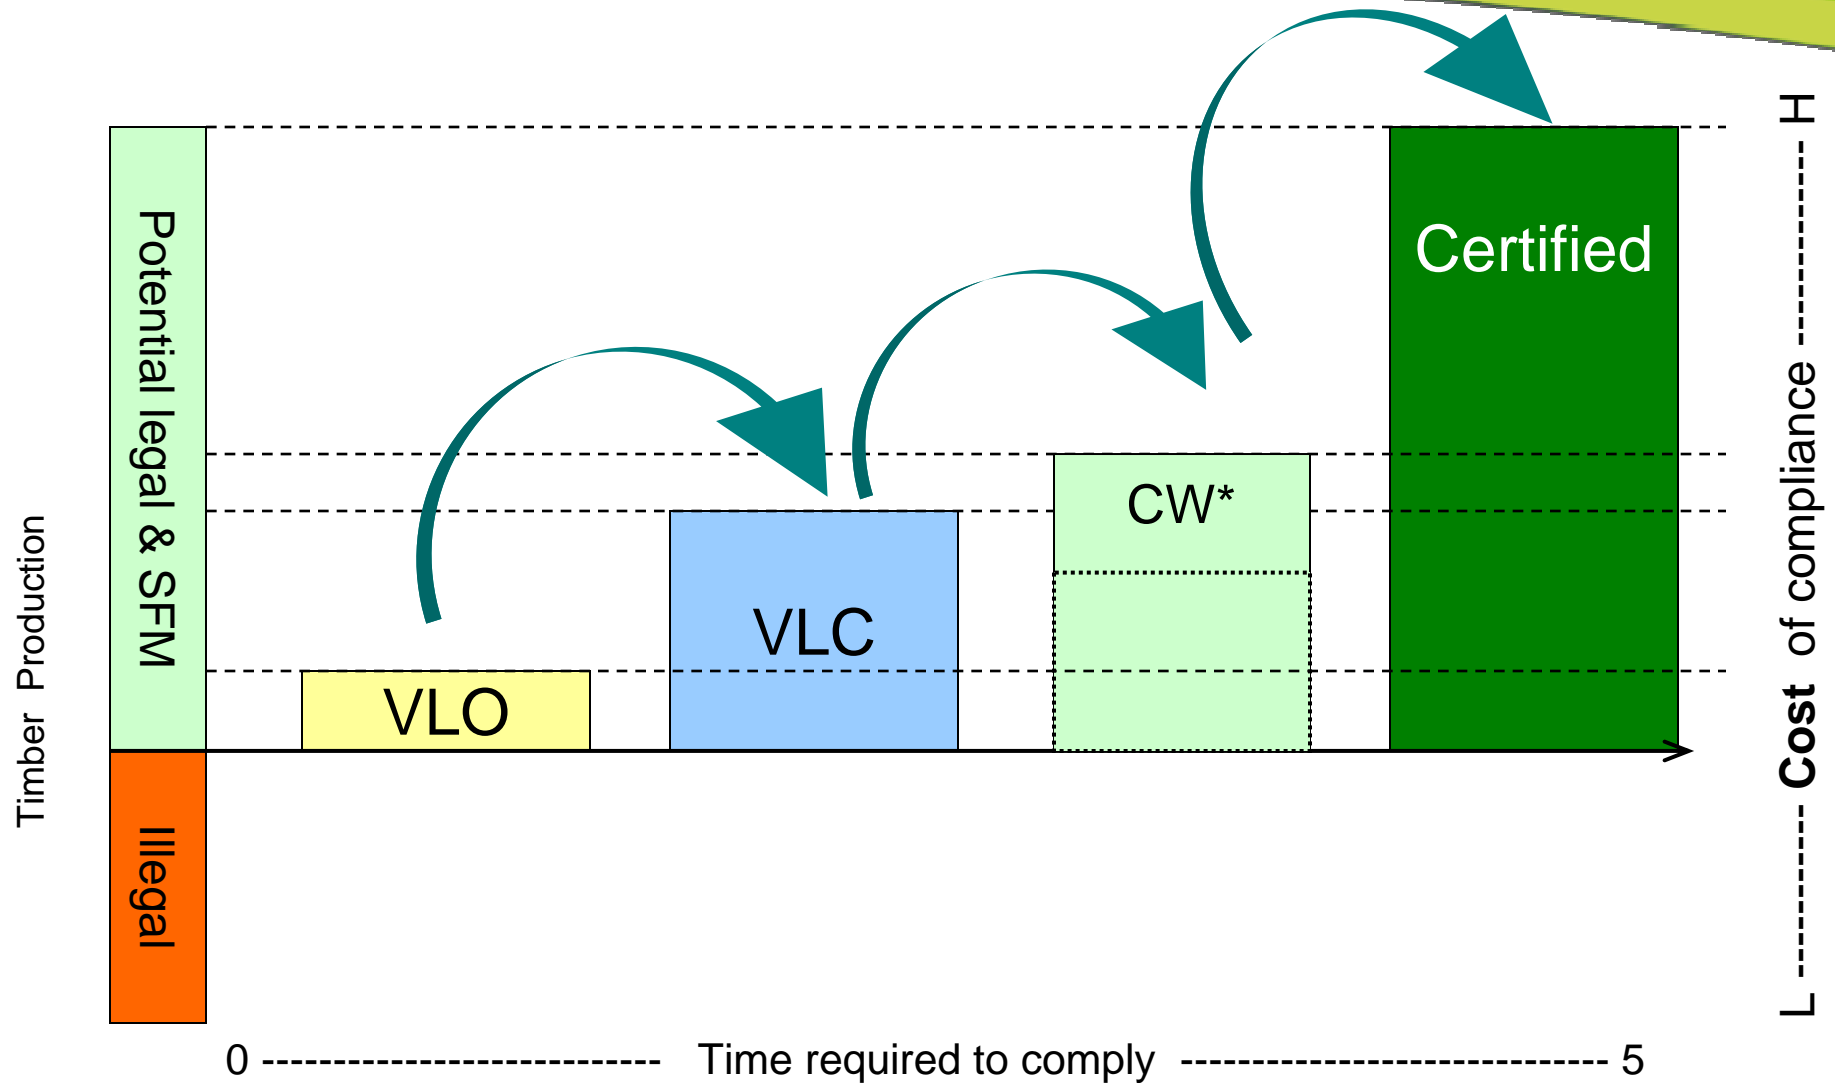 Timber Production
Potential legal & SFM
Illegal
VLO
VLC
CW*
Certified
L ---------- Cost of compliance ------------ H
0 ---------------------------- Time required to comply ------------------------------ 5